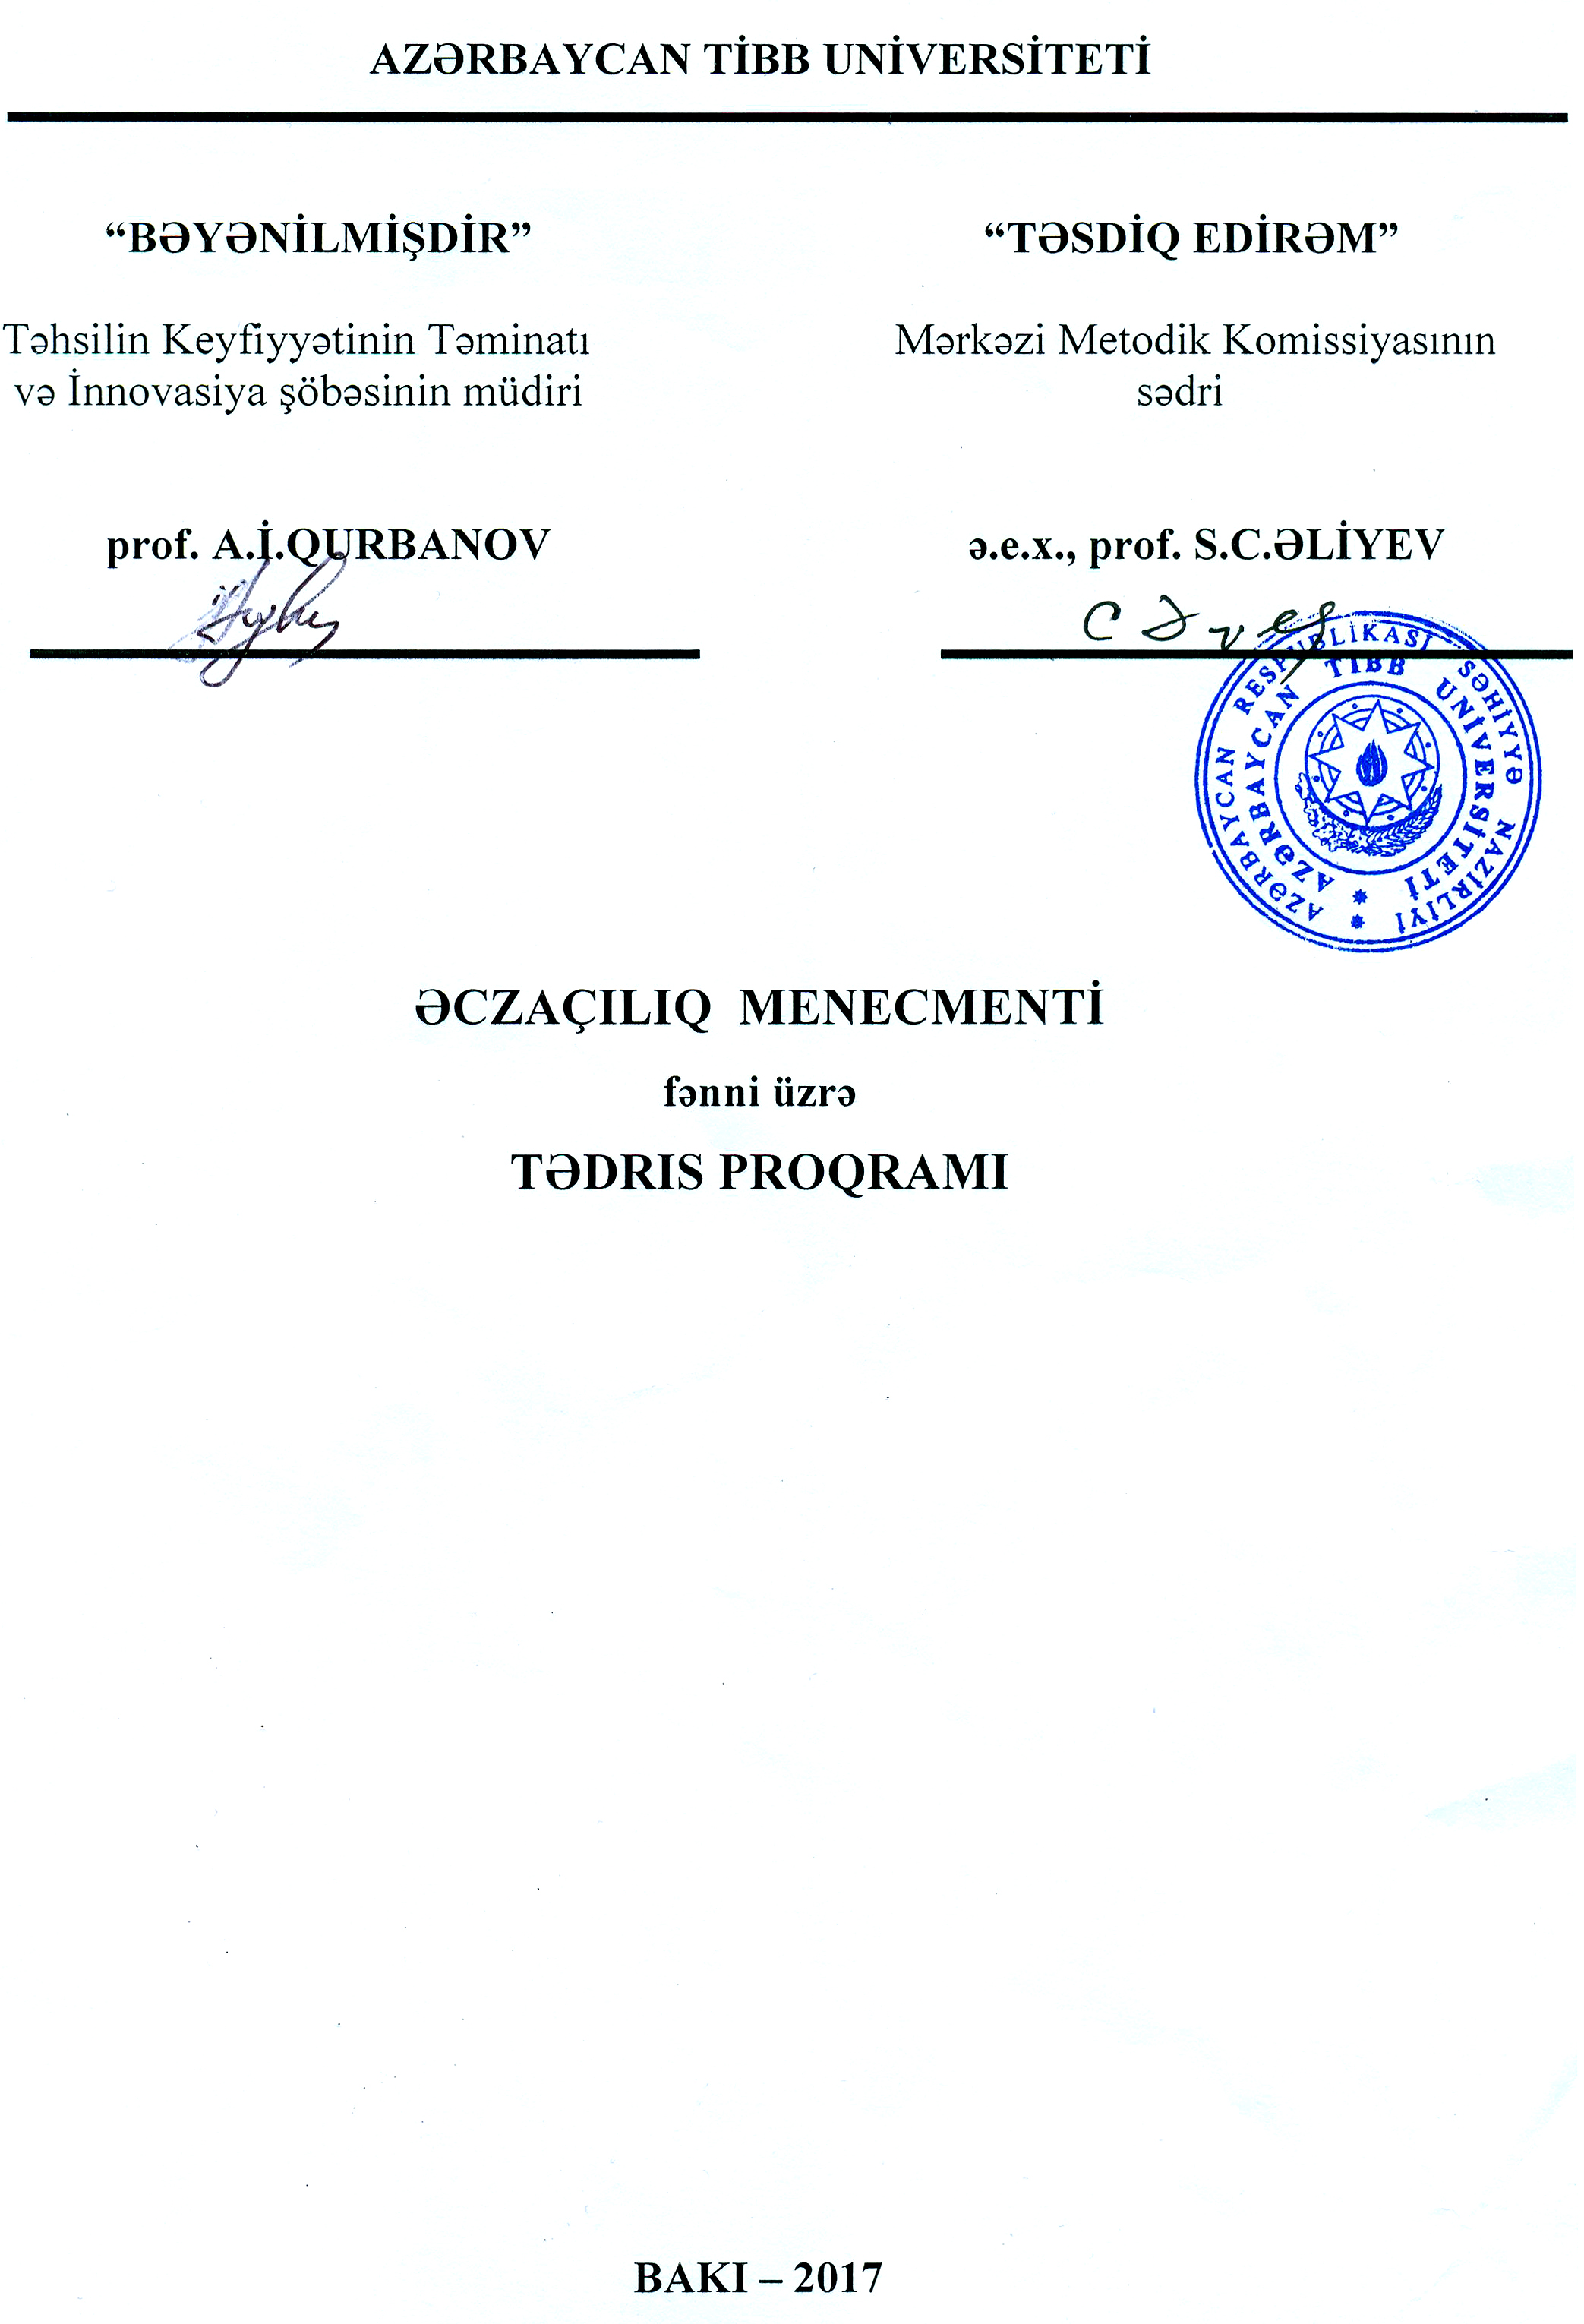 AZƏRBAYCAN TİBB UNİVERSİTETİ
“BƏYƏNİLMİŞDİR”
Təhsilin Keyfiyyətinin Təminatı
və İnnovasiya şöbəsinin müdiri
prof. A.İ.QURBANOV
“TƏSDİQ EDİRƏM”
Mərkəzi Metodik Komissiyasının
sədri
ə.e.x., prof. S.C.ƏLİYEV
AZƏRBAYCAN RESPUBLİKASI SƏHİYYƏ NAZİRLİYİ
AZƏRBAYCAN TİBB UNİVERSİTETİ
ƏCZAÇILIQ MENECMENTİ
fənni üzrə
TƏDRIS PROQRAMI
BAKI – 2017